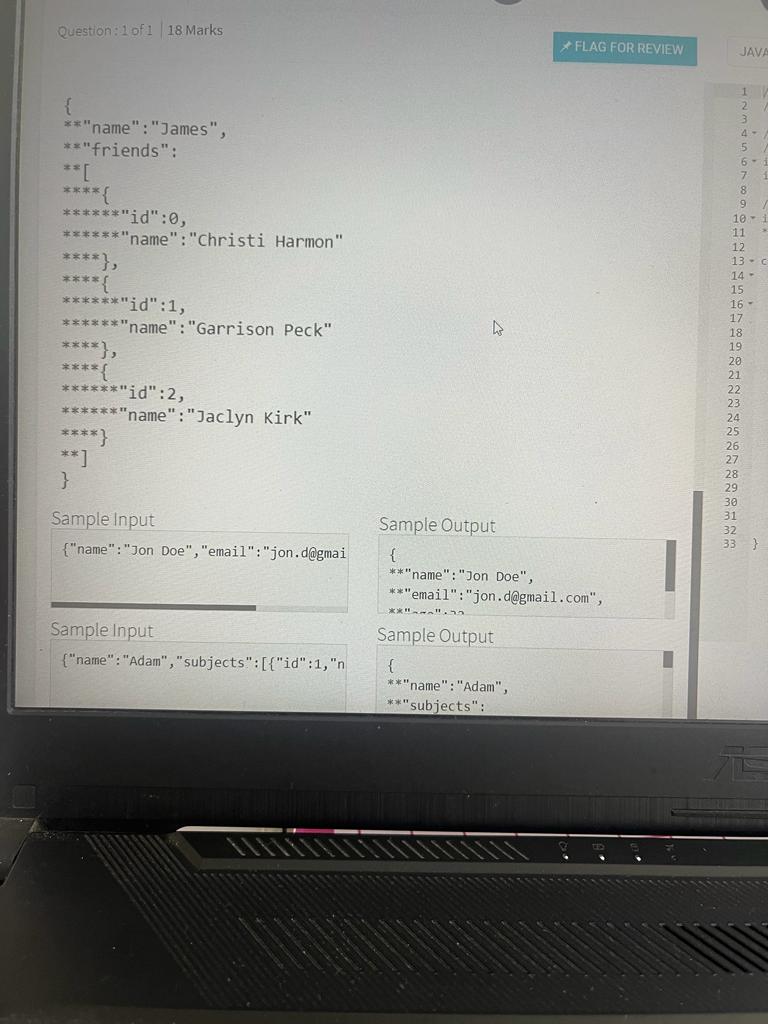 Question : 1 of 1 | 18 Marks
FLAG FOR REVIEW
JAVA
{
**"name":"James",
**"friends":
**[
****{
******"id":0,
******"name":"Christi Harmon"
****},
****{
******"id":1,
******"name":"Garrison Peck"
****},
****{
******"id":2,
******"name":"Jaclyn Kirk"
****}
**]
}
Sample Input
{"name":"Jon Doe","email":"jon.d@gmai
Sample Output
{
**"name":"Jon Doe",
**"email":"jon.d@gmail.com",
Sample Input
{"name":"Adam","subjects":[{"id":1,"n
Sample Output
{
**"name":"Adam",
**"subjects":
1 /
2 /
3
4 /
5 /
6 i
7 i
8
9 /
10 i
11 *
12
13 c
14
15
16
17
18
19
20
21
22
23
24
25
26
27
28
29
30
31
32
33 }